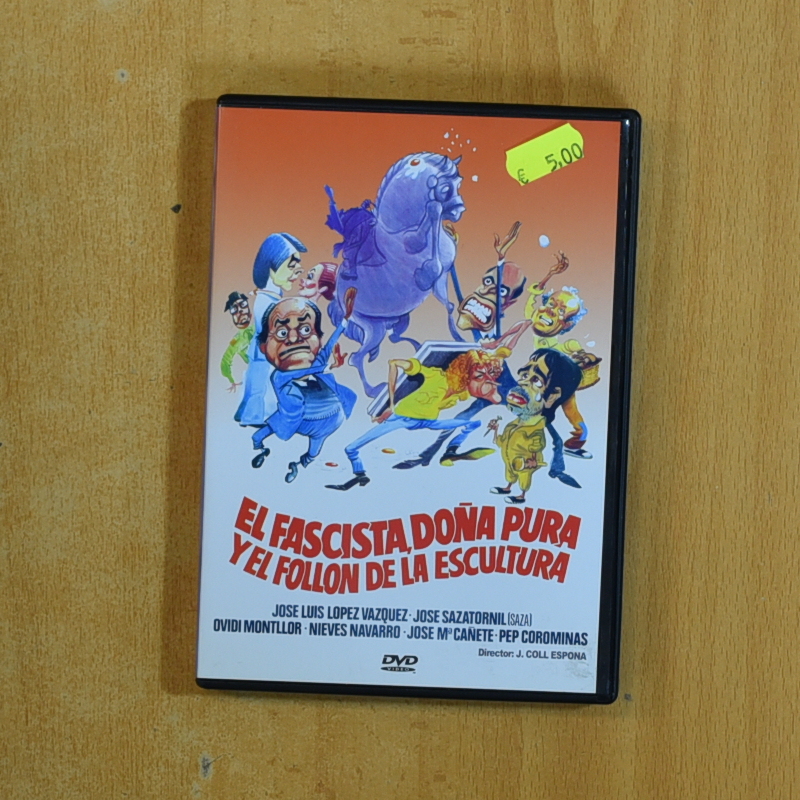 € 5,00
EL FASCISTA, DOÑA PURA
Y EL FOLLON DE LA ESCULTURA
JOSE LUIS LOPEZ VAZQUEZ · JOSE SAZATORNIL (SAZA)
OVIDI MONTLLOR · NIEVES NAVARRO · JOSE Mª CAÑETE · PEP COROMINAS
Director: J. COLL ESPONA
DVD
VIDEO